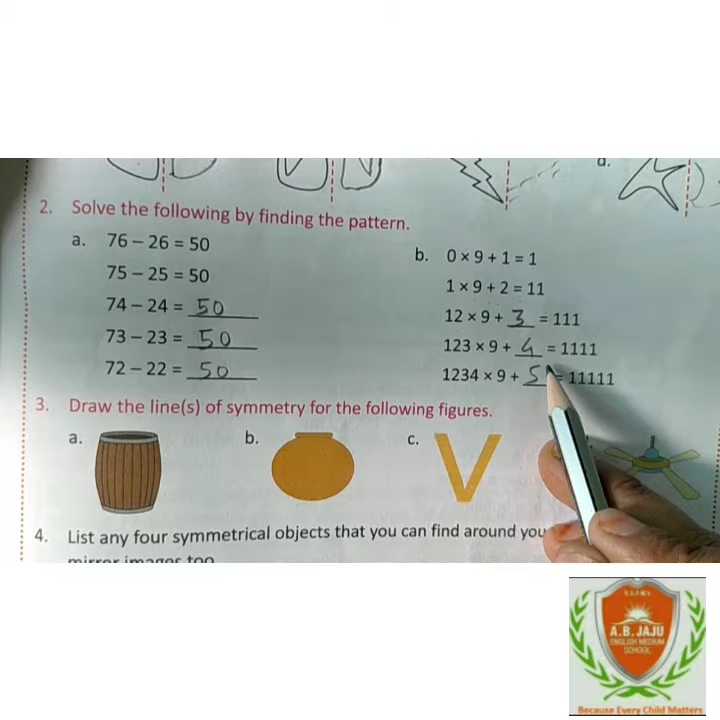 d.
2. Solve the following by finding the pattern.
a. 76 – 26 = 50
75 – 25 = 50
74 – 24 = 50
73 – 23 = 50
72 – 22 = 50
b. 0 × 9 + 1 = 1
1 × 9 + 2 = 11
12 × 9 + 3 = 111
123 × 9 + 4 = 1111
1234 × 9 + 5 = 11111
3. Draw the line(s) of symmetry for the following figures.
a.
b.
c.
4. List any four symmetrical objects that you can find around you
mirror images too
A.B. JAJU
ENGLISH MEDIUM
SCHOOL
Because Every Child Matters